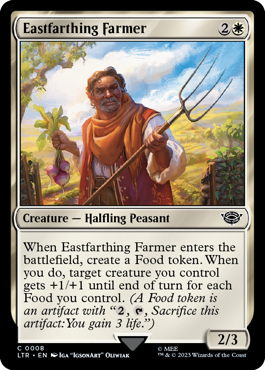 Eastfarthing Farmer 2
Creature — Halfling Peasant
When Eastfarthing Farmer enters the
battlefield, create a Food token. When
you do, target creature you control
gets +1/+1 until end of turn for each
Food you control. (A Food token is
an artifact with “2, , Sacrifice this
artifact:You gain 3 life.”)
2/3
C 0008
LTR • EN Iga “IgsonArt” Oliwiak
© MEE
™ & © 2023 Wizards of the Coast